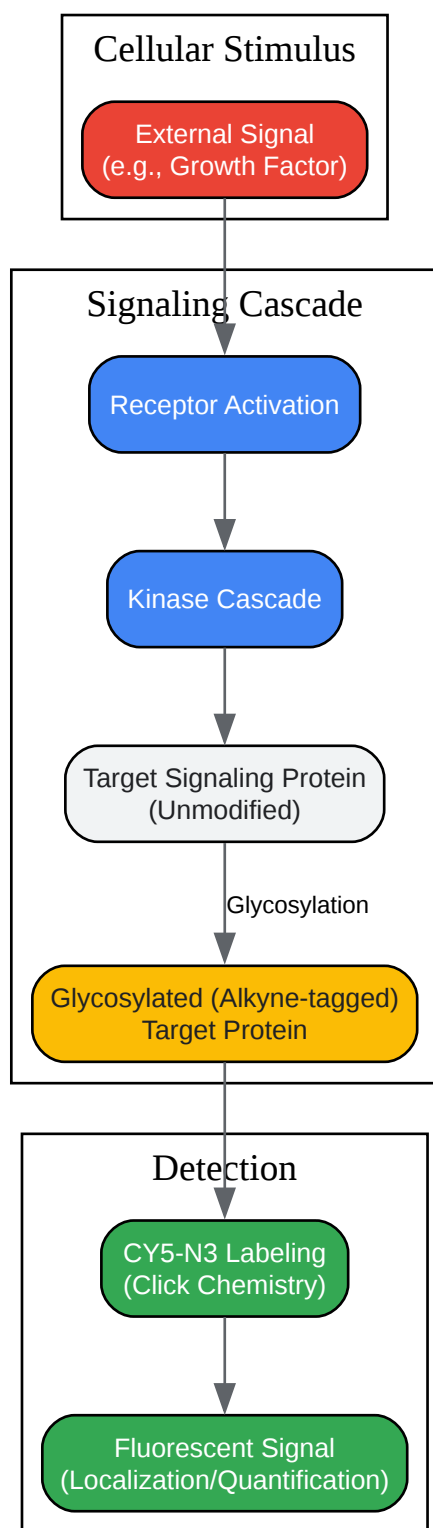 Cellular Stimulus
External Signal
(e.g., Growth Factor)
Signaling Cascade
Receptor Activation
Kinase Cascade
Target Signaling Protein
(Unmodified)
Glycosylation
Glycosylated (Alkyne-tagged)
Target Protein
Detection
CY5-N3 Labeling
(Click Chemistry)
Fluorescent Signal
(Localization/Quantification)